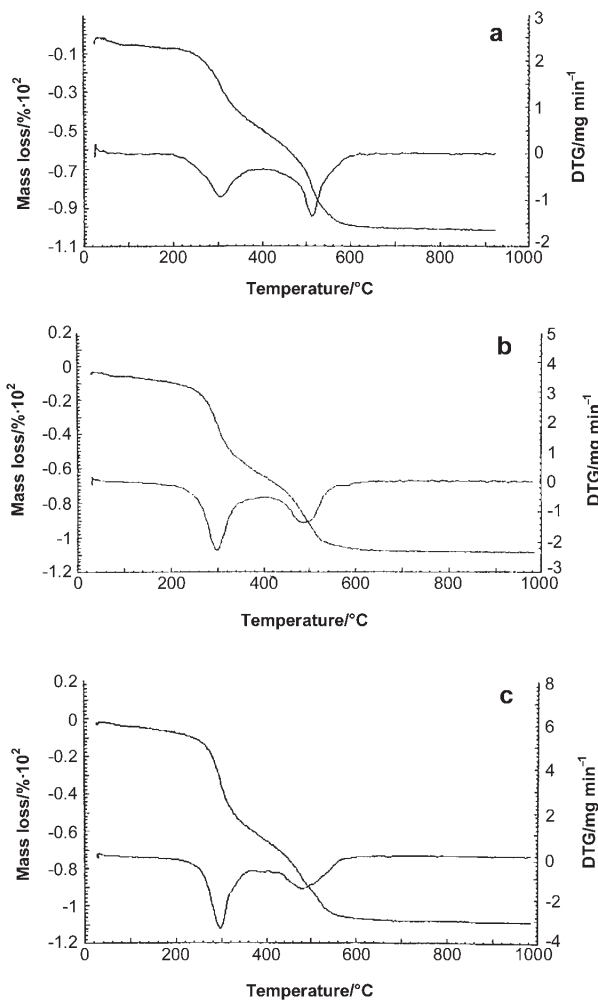 a
3
-0.1
2
-0.3
1
-0.5
0
-0.7
-1
-0.9
-2
-1.1
0 200 400 600 800 1000
Mass loss/%·10²
DTG/mg min⁻¹
Temperature/°C
b
0.2
5
0
4
-0.2
3
2
-0.4
1
-0.6
0
-0.8
-1
-1
-2
-1.2
-3
0 200 400 600 800 1000
Mass loss/%·10²
DTG/mg min⁻¹
Temperature/°C
c
0.2
8
0
6
-0.2
4
-0.4
2
-0.6
0
-0.8
-2
-1
-1.2
-4
0 200 400 600 800 1000
Mass loss/%·10²
DTG/mg min⁻¹
Temperature/°C